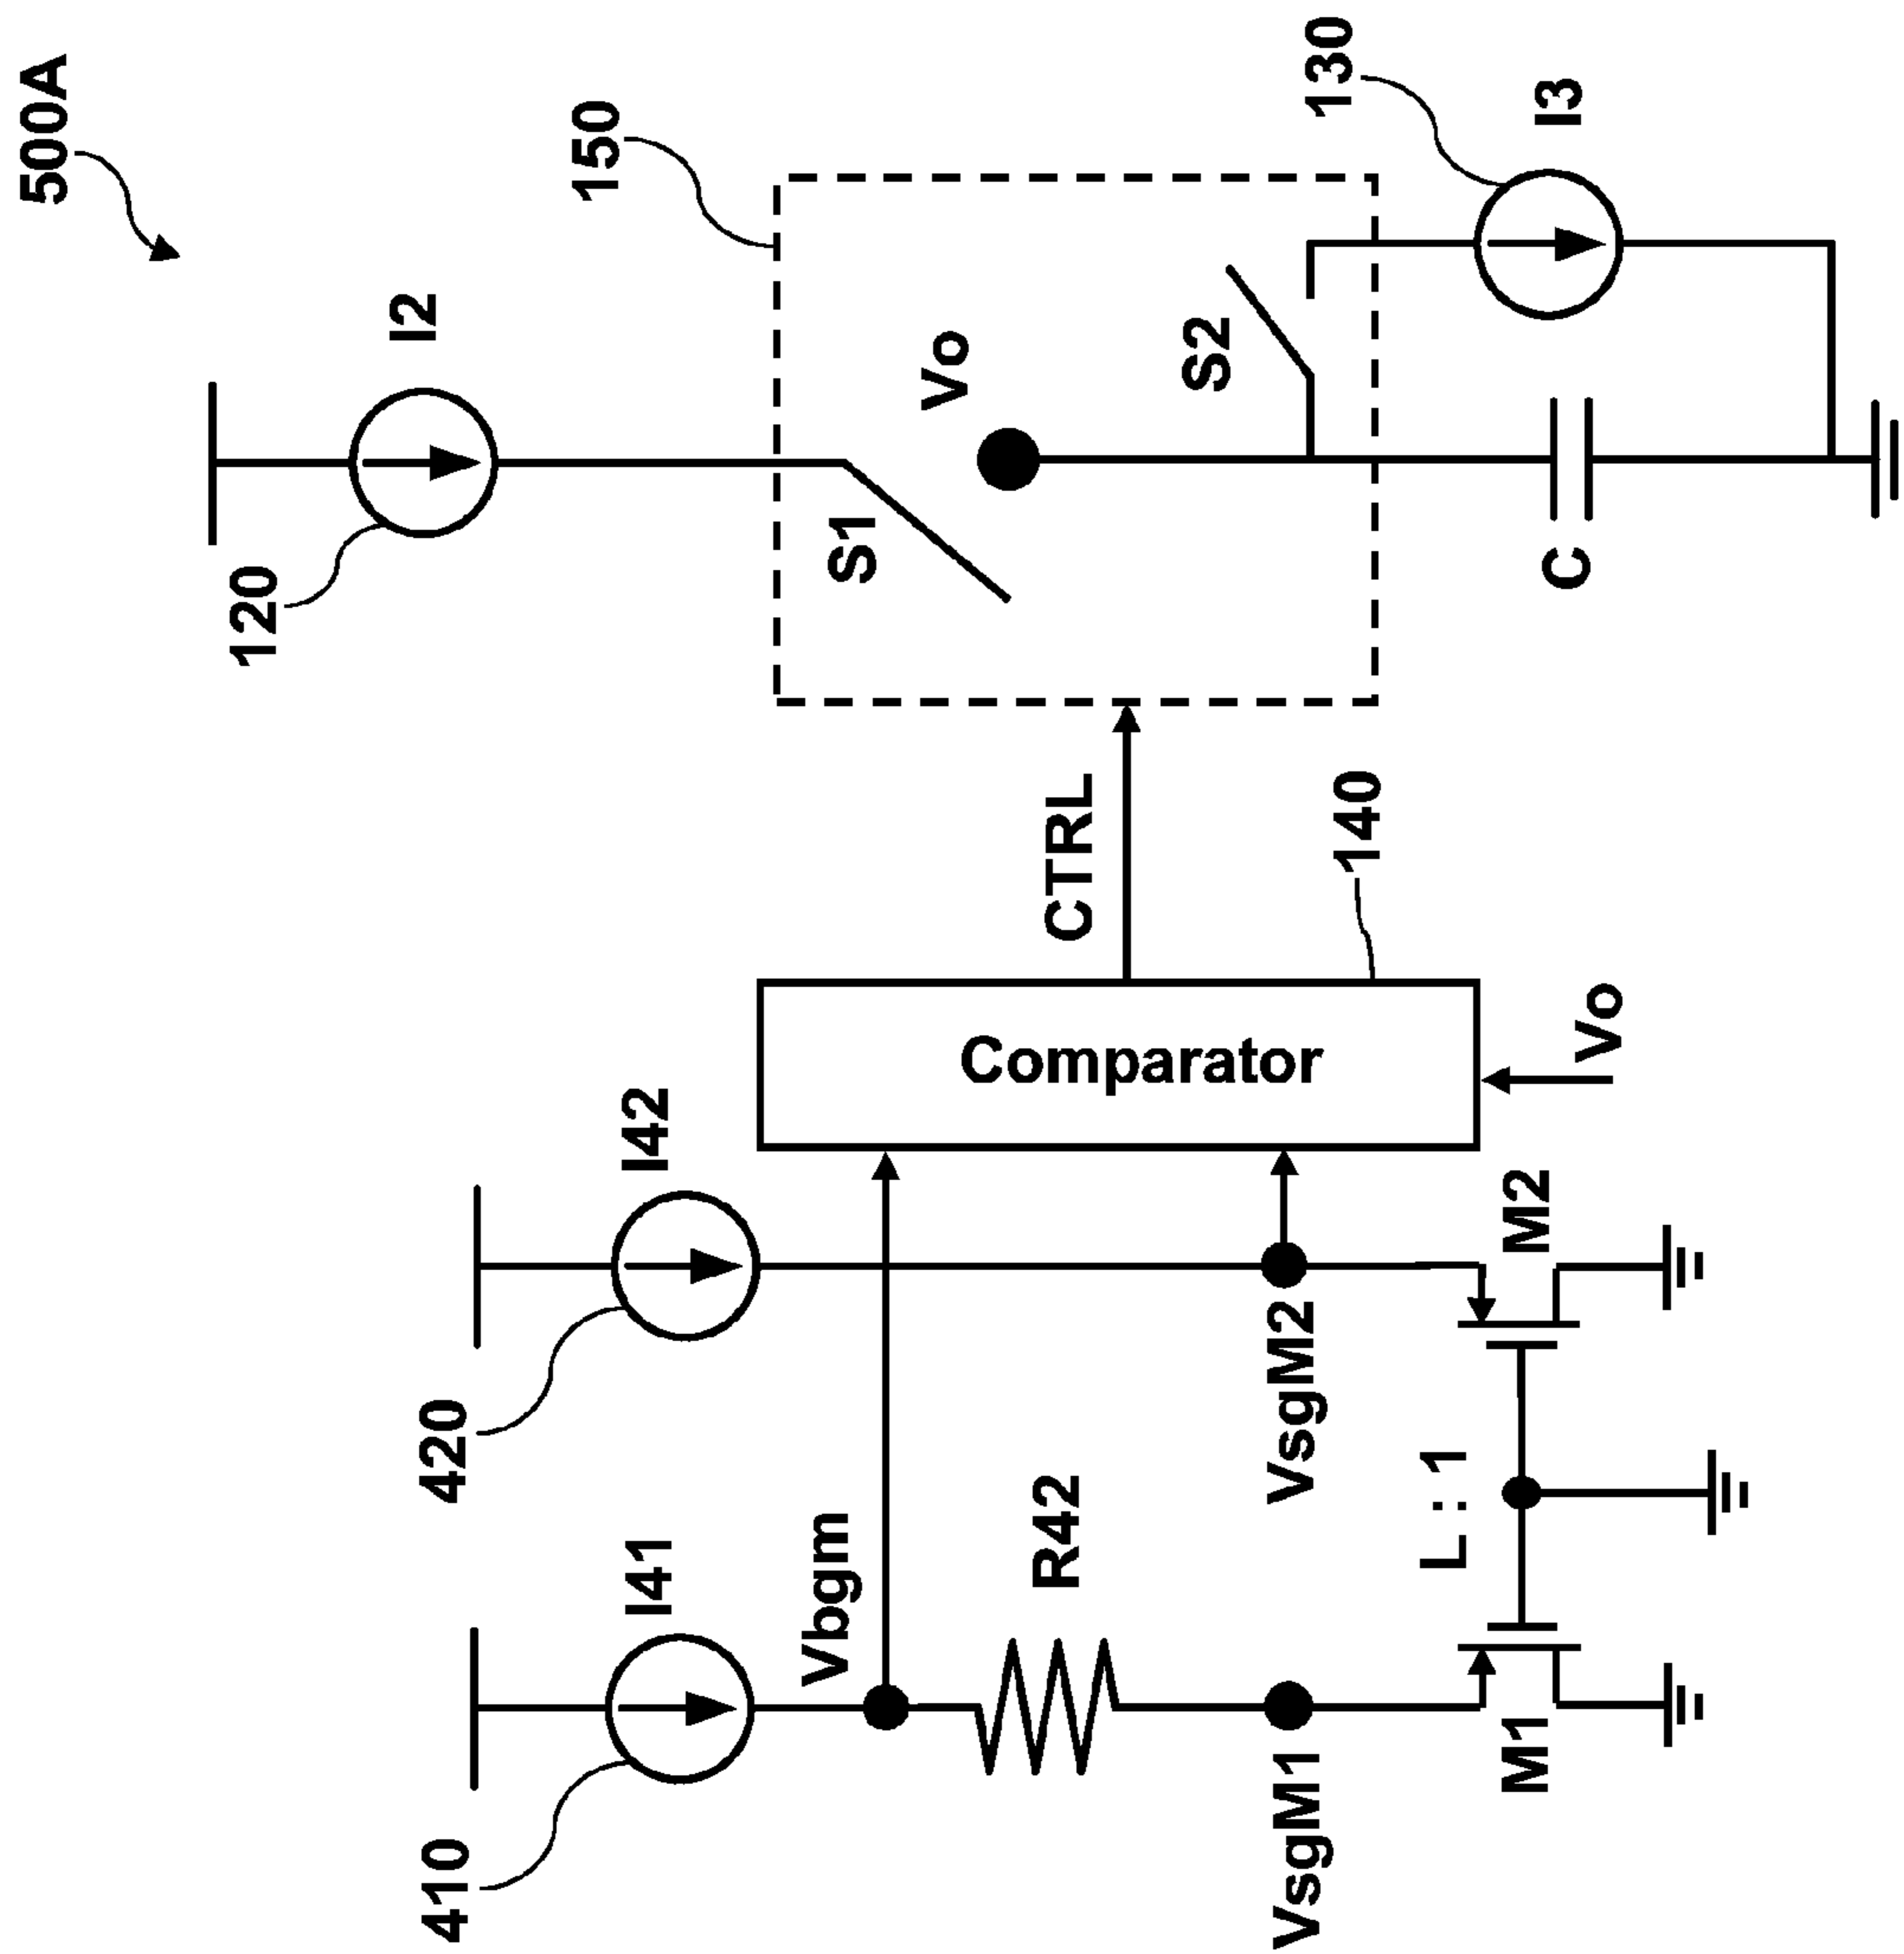 500A
120
I2
150
S1
Vo
S2
130
I3
C
CTRL
140
Comparator
Vo
420
I42
410
I41
Vbgm
R42
VsgM2
VsgM1
L : 1
M1
M2